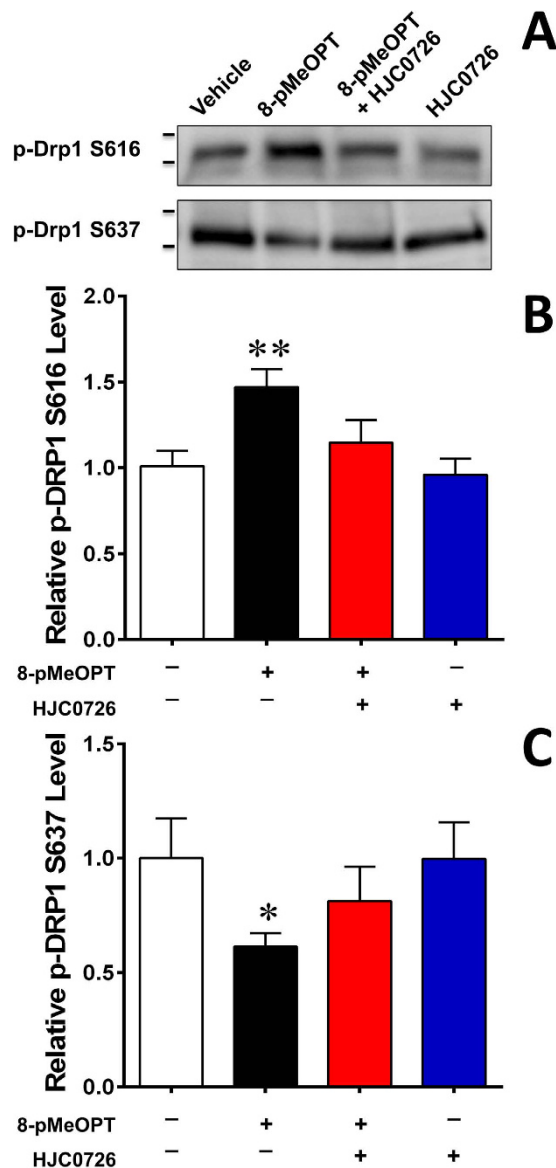 A
Vehicle
8-pMeOPT
8-pMeOPT
+ HJC0726
HJC0726
p-Drp1 S616
p-Drp1 S637
B
Relative p-DRP1 S616 Level
2.0
**
1.5
1.0
0.5
0.0
8-pMeOPT − + + −
HJC0726 − − + +
C
Relative p-DRP1 S637 Level
1.5
1.0
*
0.5
0.0
8-pMeOPT − + + −
HJC0726 − − + +